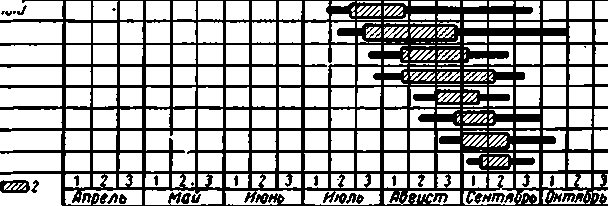 1 2 3 1 2 3 1 2 3 1 2 3 1 2 3 1 2 3 1 2 3
2 Апрель Май Июнь Июль Август Сентябрь Октябрь